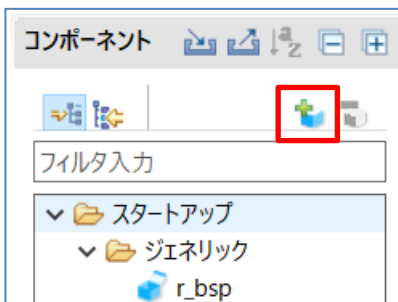 コンポーネント
フィルタ入力
スタートアップ
ジェネリック
r_bsp